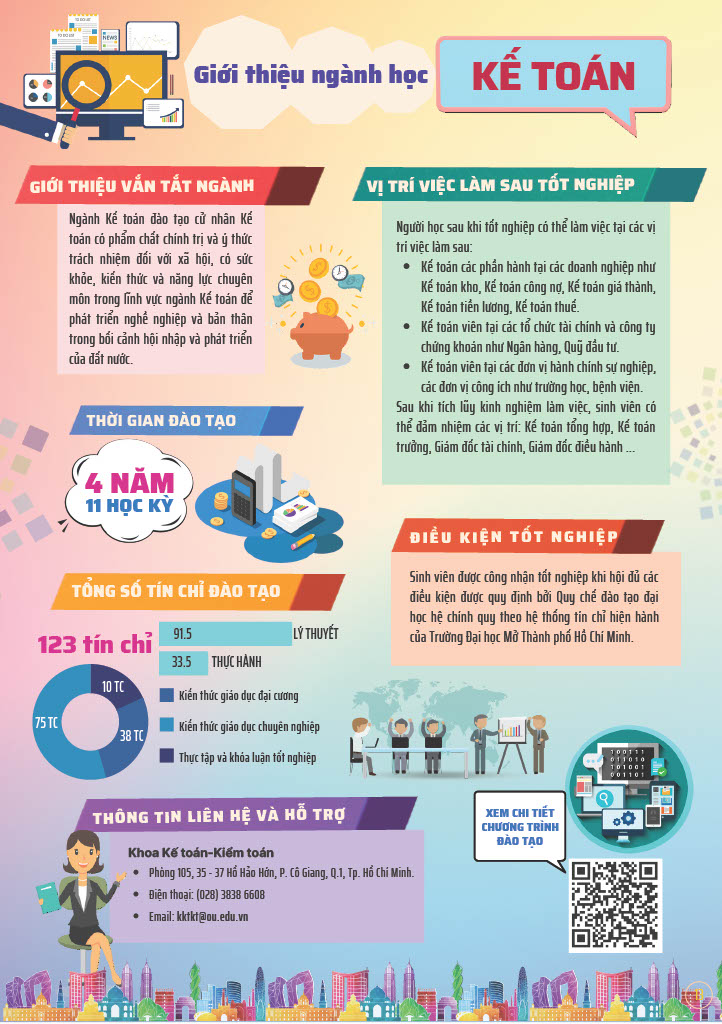 TO DO LIST
TO DO LIST
NEWS
Giới thiệu ngành học
KẾ TOÁN
GIỚI THIỆU VẮN TẮT NGÀNH
Ngành Kế toán đào tạo cử nhân Kế
toán có phẩm chất chính trị và ý thức
trách nhiệm đối với xã hội, có sức
khỏe, kiến thức và năng lực chuyên
môn trong lĩnh vực ngành Kế toán để
phát triển nghề nghiệp và bản thân
trong bối cảnh hội nhập và phát triển
của đất nước.
THỜI GIAN ĐÀO TẠO
4 NĂM
11 HỌC KỲ
TỔNG SỐ TÍN CHỈ ĐÀO TẠO
123 tín chỉ
91.5 LÝ THUYẾT
33.5 THỰC HÀNH
10 TC
75 TC
38 TC
Kiến thức giáo dục đại cương
Kiến thức giáo dục chuyên nghiệp
Thực tập và khóa luận tốt nghiệp
VỊ TRÍ VIỆC LÀM SAU TỐT NGHIỆP
Người học sau khi tốt nghiệp có thể làm việc tại các vị
trí việc làm sau:
• Kế toán các phần hành tại các doanh nghiệp như
Kế toán kho, Kế toán công nợ, Kế toán giá thành,
Kế toán tiền lương, Kế toán thuế.
• Kế toán viên tại các tổ chức tài chính và công ty
chứng khoán như Ngân hàng, Quỹ đầu tư.
• Kế toán viên tại các đơn vị hành chính sự nghiệp,
các đơn vị công ích như trường học, bệnh viện.
Sau khi tích lũy kinh nghiệm làm việc, sinh viên có
thể đảm nhiệm các vị trí: Kế toán tổng hợp, Kế toán
trưởng, Giám đốc tài chính, Giám đốc điều hành ...
ĐIỀU KIỆN TỐT NGHIỆP
Sinh viên được công nhận tốt nghiệp khi hội đủ các
điều kiện được quy định bởi Quy chế đào tạo đại
học hệ chính quy theo hệ thống tín chỉ hiện hành
của Trường Đại học Mở Thành phố Hồ Chí Minh.
100111
011010
101001
001101
XEM CHI TIẾT
CHƯƠNG TRÌNH
ĐÀO TẠO
THÔNG TIN LIÊN HỆ VÀ HỖ TRỢ
Khoa Kế toán-Kiểm toán
• Phòng 105, 35 - 37 Hồ Hảo Hớn, P. Cô Giang, Q.1, Tp. Hồ Chí Minh.
• Điện thoại: (028) 3838 6608
• Email: kktkt@ou.edu.vn